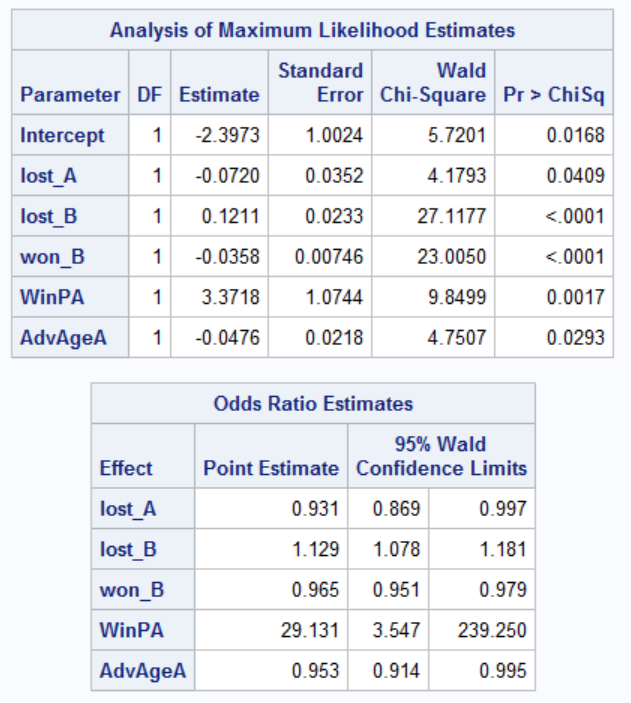 Analysis of Maximum Likelihood Estimates
Parameter DF Estimate Standard Error Wald Chi-Square Pr > ChiSq
Intercept 1 -2.3973 1.0024 5.7201 0.0168
lost_A 1 -0.0720 0.0352 4.1793 0.0409
lost_B 1 0.1211 0.0233 27.1177 <.0001
won_B 1 -0.0358 0.00746 23.0050 <.0001
WinPA 1 3.3718 1.0744 9.8499 0.0017
AdvAgeA 1 -0.0476 0.0218 4.7507 0.0293
Odds Ratio Estimates
Effect Point Estimate 95% Wald Confidence Limits
lost_A 0.931 0.869 0.997
lost_B 1.129 1.078 1.181
won_B 0.965 0.951 0.979
WinPA 29.131 3.547 239.250
AdvAgeA 0.953 0.914 0.995